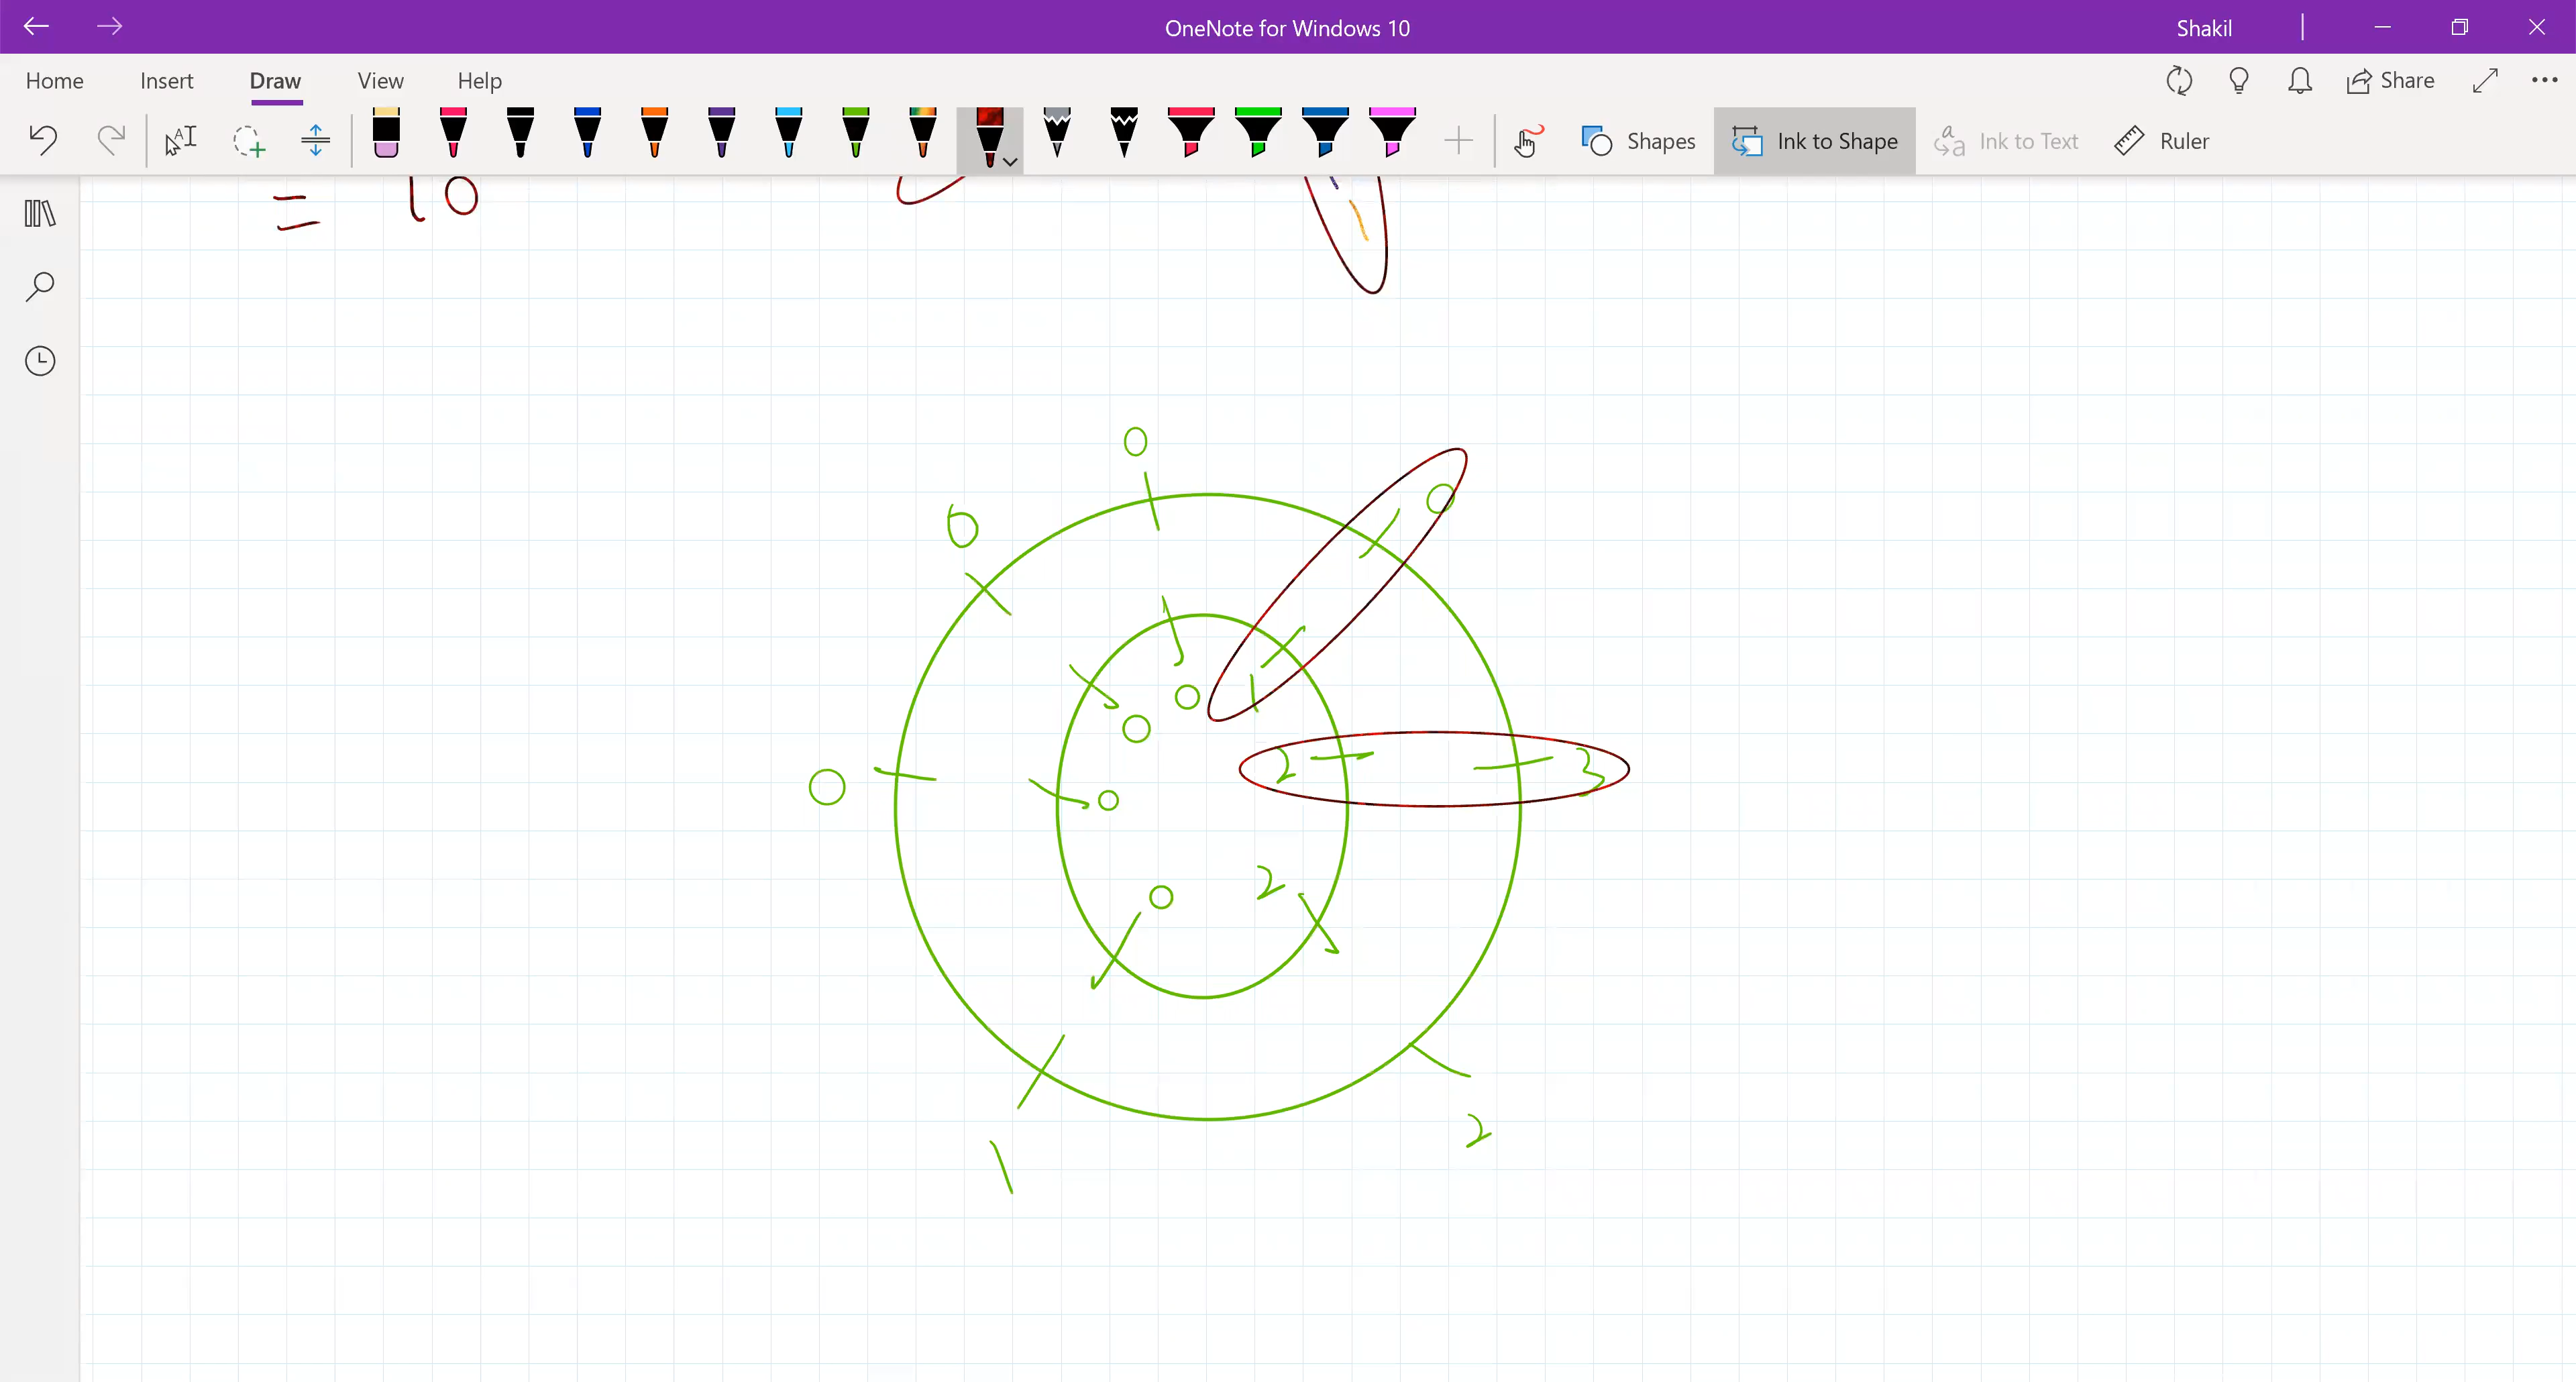 OneNote for Windows 10
Shakil
Home Insert Draw View Help
Share
Shapes Ink to Shape Ink to Text Ruler
= 10
0
0
0
0
0 1
2 3
0
0
0 2
1
2